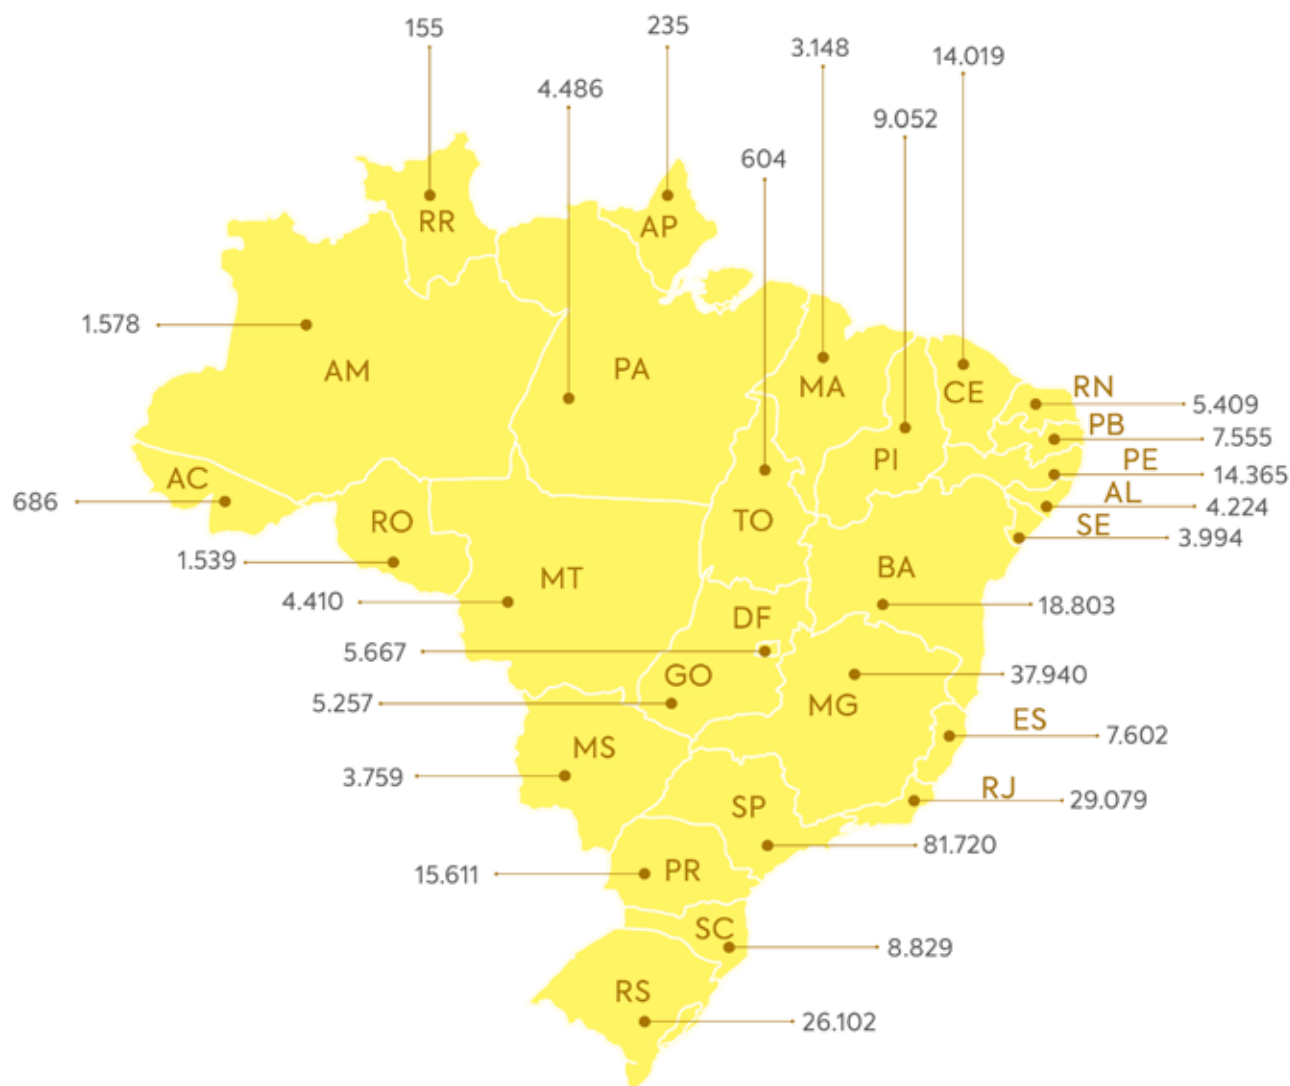 155
235
3.148
14.019
4.486
9.052
604
RR
AP
1.578
AM
PA
MA
CE
RN
5.409
PB
7.555
PI
PE
14.365
AC
686
AL
4.224
RO
TO
SE
3.994
1.539
MT
BA
4.410
18.803
DF
5.667
GO
37.940
5.257
MG
ES
7.602
MS
3.759
SP
RJ
29.079
81.720
15.611
PR
SC
8.829
RS
26.102